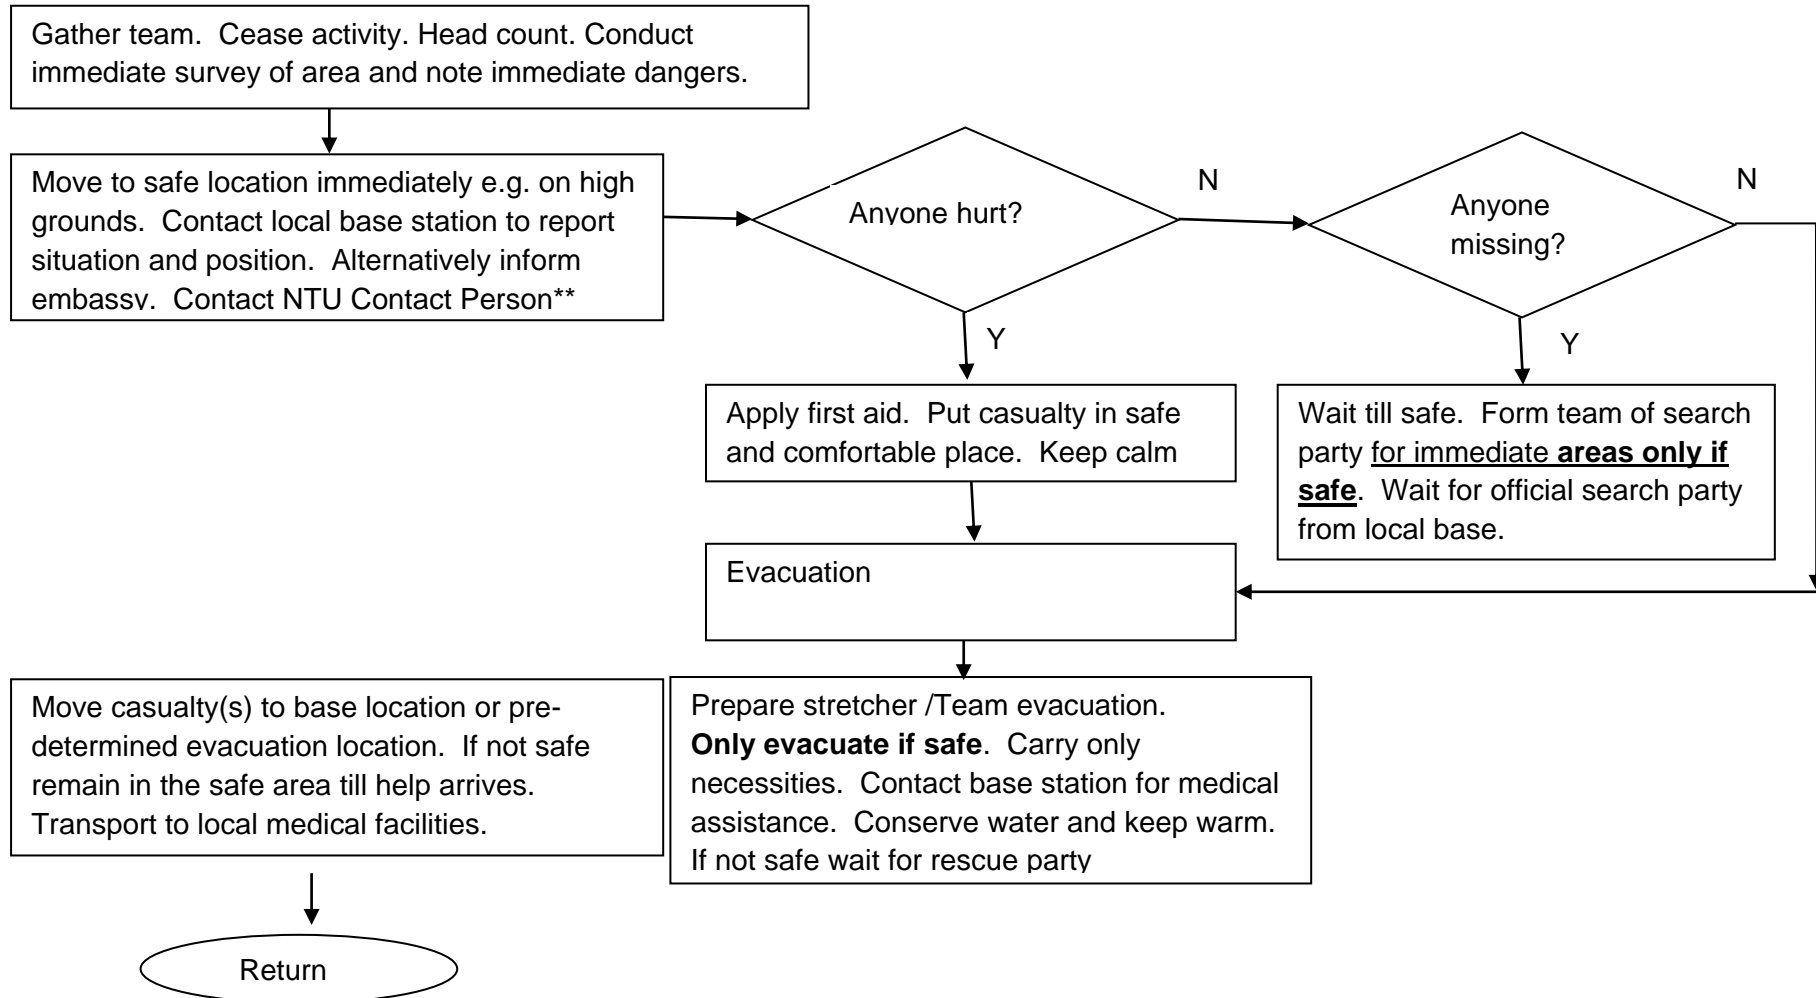 Gather team.  Cease activity. Head count. Conduct
immediate survey of area and note immediate dangers.
Move to safe location immediately e.g. on high
grounds.  Contact local base station to report
situation and position.  Alternatively inform
embassy.  Contact NTU Contact Person**
Anyone hurt?
N
Y
Anyone
missing?
N
Y
Apply first aid.  Put casualty in safe
and comfortable place.  Keep calm
Wait till safe.  Form team of search
party for immediate areas only if
safe.  Wait for official search party
from local base.
Evacuation
Prepare stretcher /Team evacuation.
Only evacuate if safe.  Carry only
necessities.  Contact base station for medical
assistance.  Conserve water and keep warm.
If not safe wait for rescue party
Move casualty(s) to base location or pre-
determined evacuation location.  If not safe
remain in the safe area till help arrives.
Transport to local medical facilities.
Return